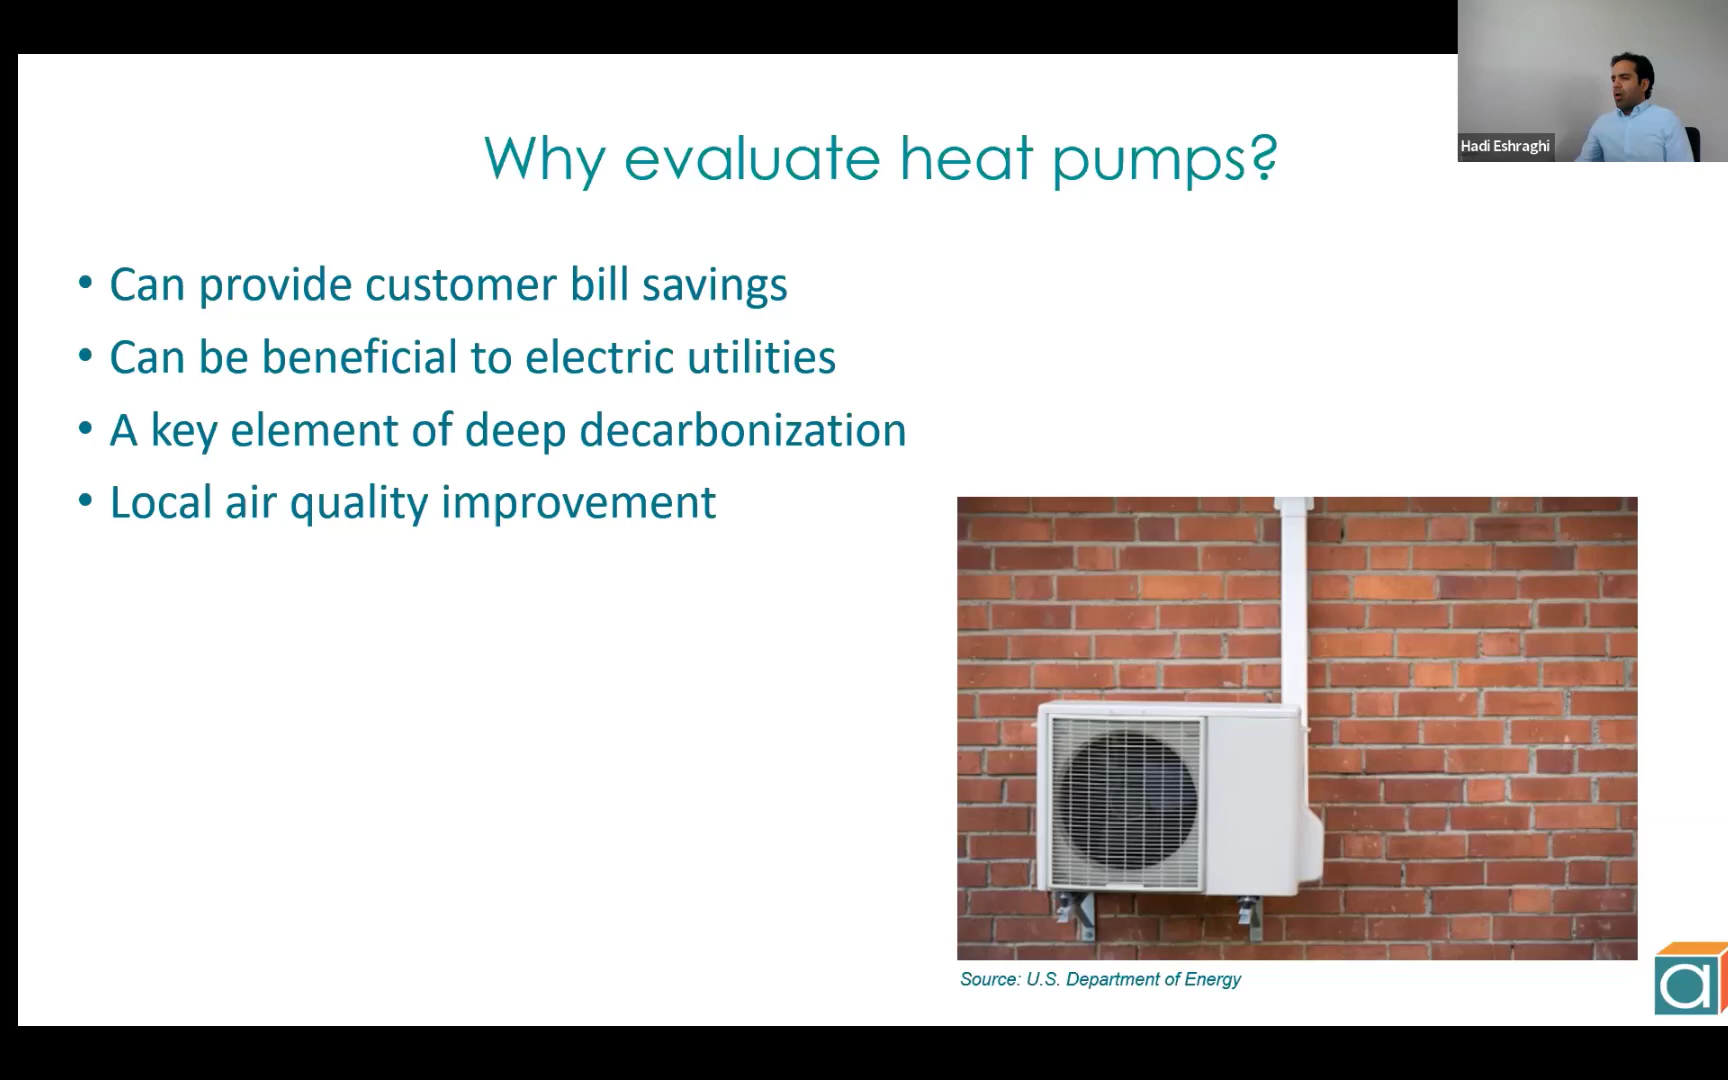 Hadi Eshraghi
Why evaluate heat pumps?
• Can provide customer bill savings
• Can be beneficial to electric utilities
• A key element of deep decarbonization
• Local air quality improvement
Source: U.S. Department of Energy
a